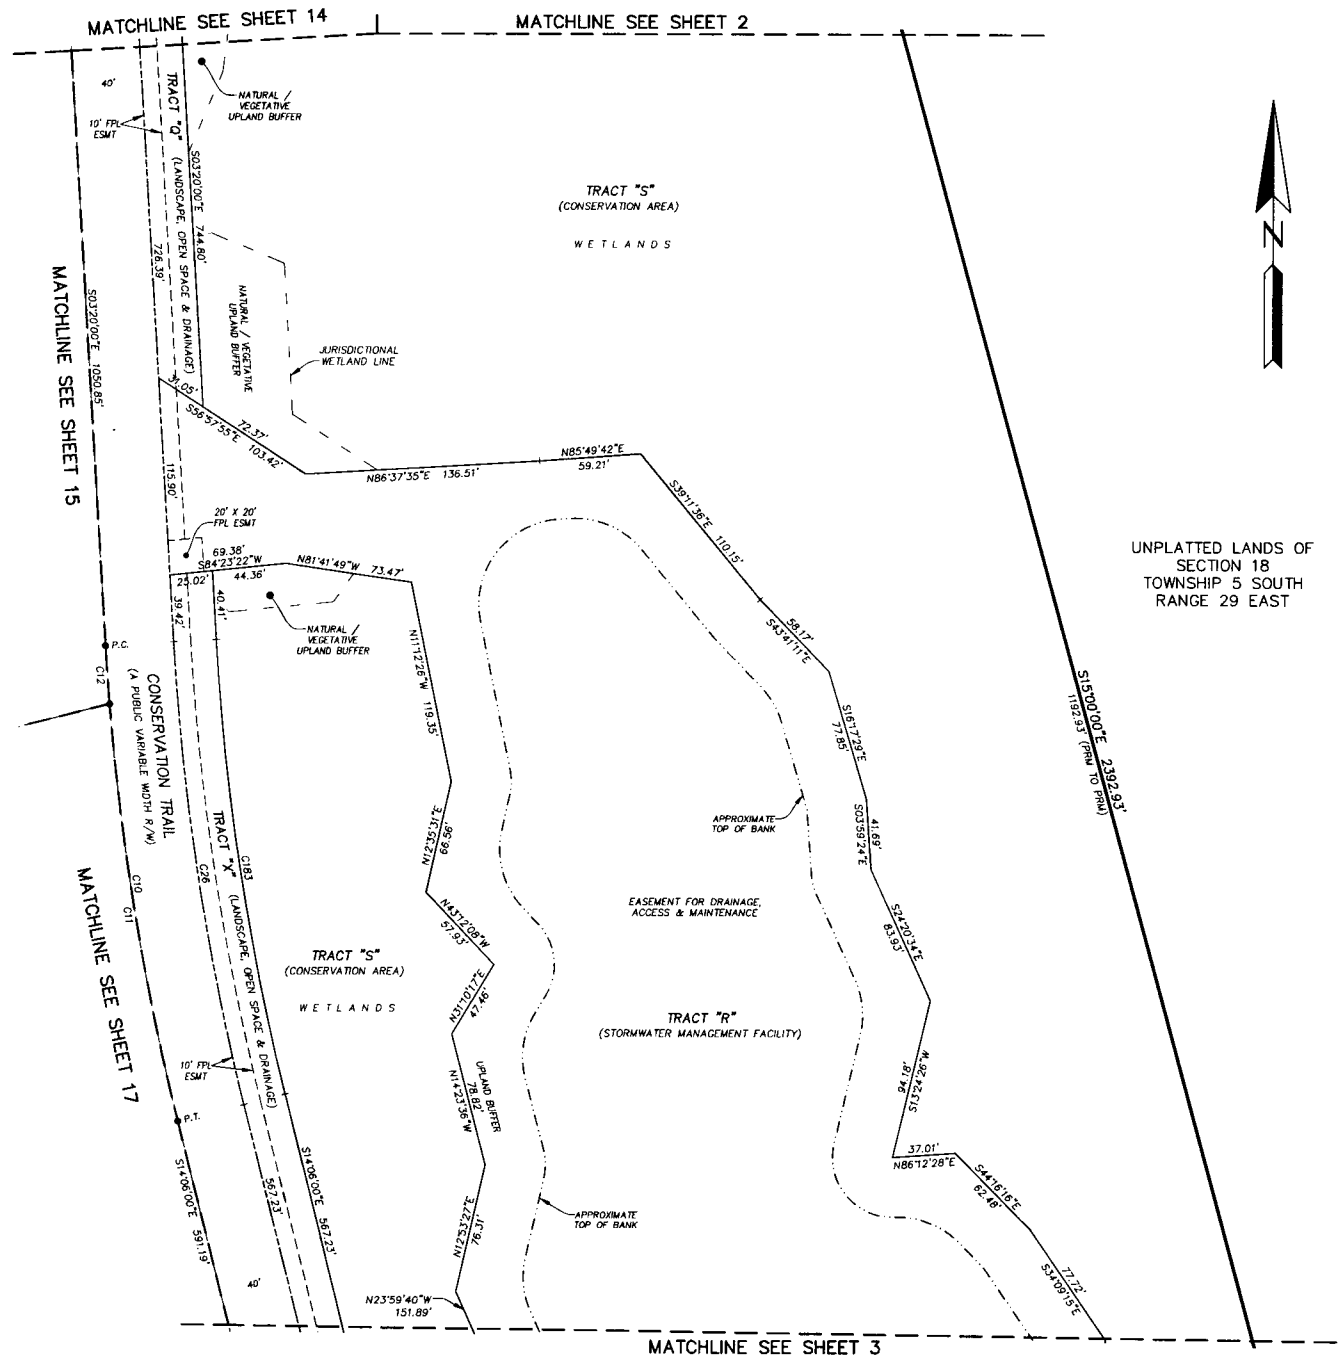 MATCHLINE SEE SHEET 14
MATCHLINE SEE SHEET 2
40'
10' FPL
ESMT
TRACT "Q"
(LANDSCAPE, OPEN SPACE & DRAINAGE)
NATURAL /
VEGETATIVE
UPLAND BUFFER
S03°20'00"E 744.80'
726.39'
TRACT "S"
(CONSERVATION AREA)
WETLANDS
N
MATCHLINE SEE SHEET 15
S03°20'00"E 1050.85'
NATURAL / VEGETATIVE
UPLAND BUFFER
JURISDICTIONAL
WETLAND LINE
31.05'
72.37'
S56°57'55"E 103.42'
N86°37'35"E 136.51'
N85°49'42"E
59.21'
S39°11'36"E 110.15'
115.90'
20' X 20'
FPL ESMT
69.38'
S84°23'22"W
25.02'
44.36'
N81°41'49"W 73.47'
39.42'
40.41'
NATURAL /
VEGETATIVE
UPLAND BUFFER
UNPLATTED LANDS OF
SECTION 18
TOWNSHIP 5 SOUTH
RANGE 29 EAST
58.17'
S43°41'11"E
P.C.
C12
N11°12'26"W 119.35'
CONSERVATION TRAIL
(A PUBLIC VARIABLE WIDTH R/W)
S16°17'29"E
77.85'
S15°00'00"E 2392.93'
1192.93' (PRM TO PRM)
APPROXIMATE
TOP OF BANK
41.69'
S03°59'24"E
N12°35'31"E
66.56'
MATCHLINE SEE SHEET 17
C10
C11
C26
C183
TRACT "X"
(LANDSCAPE, OPEN SPACE & DRAINAGE)
N43°12'08"W
57.93'
EASEMENT FOR DRAINAGE,
ACCESS & MAINTENANCE
S24°20'34"E
83.93'
TRACT "S"
(CONSERVATION AREA)
WETLANDS
N31°10'17"E
47.46'
TRACT "R"
(STORMWATER MANAGEMENT FACILITY)
10' FPL
ESMT
UPLAND BUFFER
78.82'
N14°23'36"W
94.18'
S13°24'26"W
P.T.
37.01'
N86°12'28"E
S44°16'16"E
62.48'
S14°06'00"E 591.19'
567.23'
S14°06'00"E 567.23'
N12°53'27"E
76.31'
APPROXIMATE
TOP OF BANK
77.72'
S34°09'15"E
40'
N23°59'40"W
151.89'
MATCHLINE SEE SHEET 3